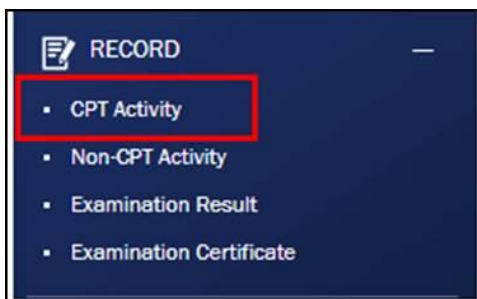 RECORD
CPT Activity
Non-CPT Activity
Examination Result
Examination Certificate